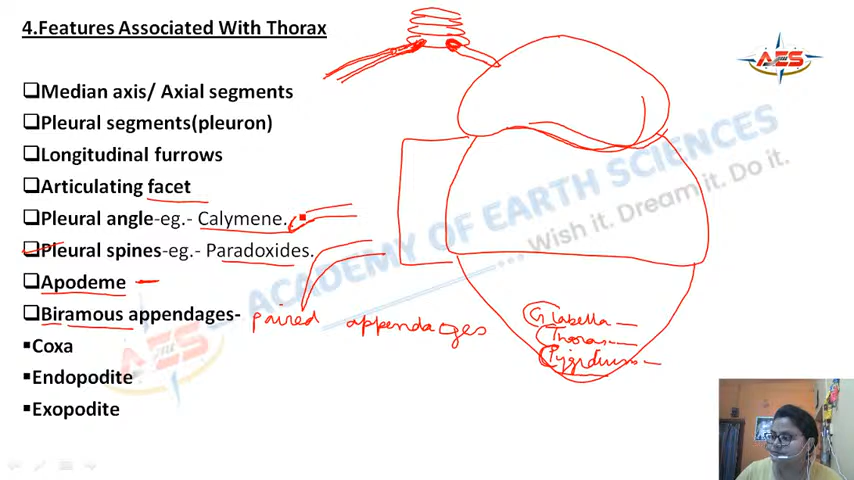 4.Features Associated With Thorax
AES
Median axis/ Axial segments
Pleural segments(pleuron)
Longitudinal furrows
Articulating facet
Pleural angle-eg.- Calymene.
Pleural spines-eg.- Paradoxides.
Apodeme
Biramous appendages- paired appendages
Coxa
Endopodite
Exopodite
Glabella
Thorax
Pygidium
ACADEMY OF EARTH SCIENCES
Wish it. Dream it. Do it.